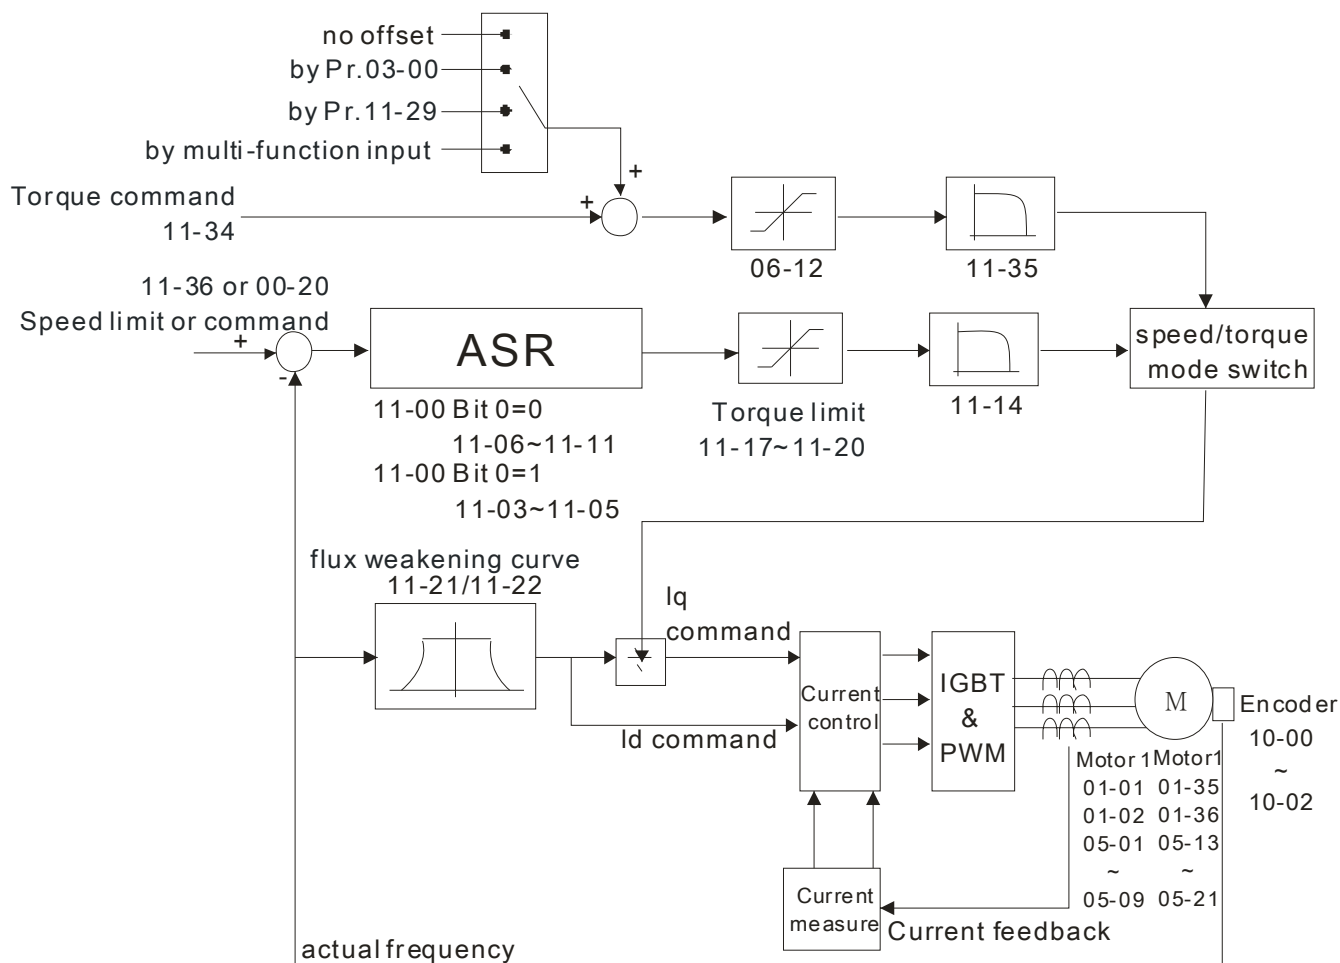 no offset
by Pr.03-00
by Pr.11-29
by multi-function input
+
Torque command
+
11-34
06-12
11-35
11-36 or 00-20
Speed limit or command
+
-
ASR
speed/torque
mode switch
11-00 Bit 0=0
11-06~11-11
11-00 Bit 0=1
11-03~11-05
Torque limit
11-17~11-20
11-14
flux weakening curve
11-21/11-22
Iq
command
Id command
Current
control
IGBT
&
PWM
M
Encoder
10-00
~
10-02
Motor 1
01-01
01-02
05-01
~
05-09
Motor1
01-35
01-36
05-13
~
05-21
Current
measure
Current feedback
actual frequency